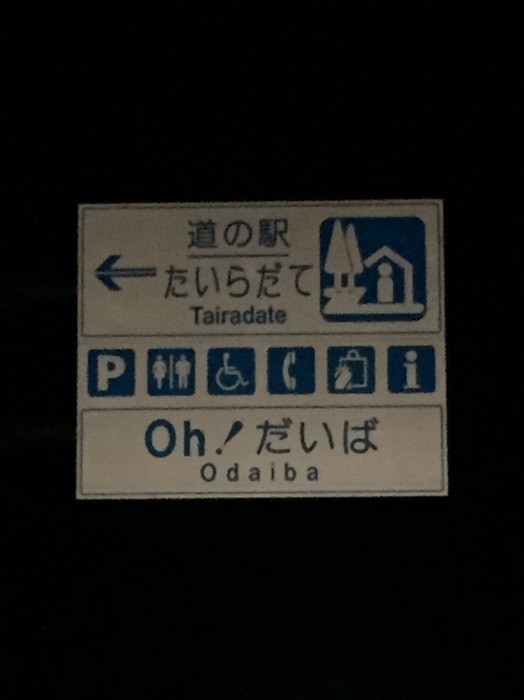 道の駅
たいらだて
Tairadate
P
Oh!だいば
Odaiba